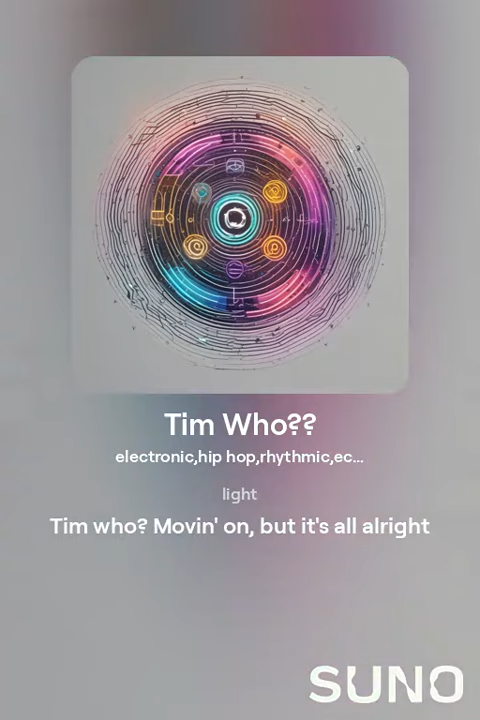 Tim Who??
electronic,hip hop,rhythmic,ec...
light
Tim who? Movin' on, but it's all alright
SUNO